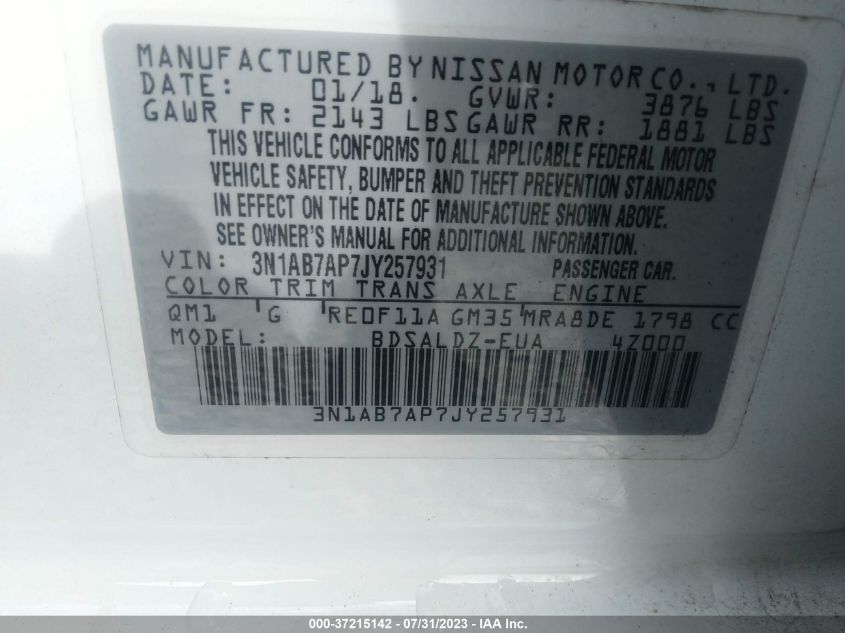 MANUFACTURED BY NISSAN MOTOR CO., LTD.
DATE: 01/18. GVWR: 3876 LBS
GAWR FR: 2143 LBS GAWR RR: 1881 LBS
THIS VEHICLE CONFORMS TO ALL APPLICABLE FEDERAL MOTOR
VEHICLE SAFETY, BUMPER AND THEFT PREVENTION STANDARDS
IN EFFECT ON THE DATE OF MANUFACTURE SHOWN ABOVE.
SEE OWNER'S MANUAL FOR ADDITIONAL INFORMATION.
VIN: 3N1AB7AP7JY257931 PASSENGER CAR.
COLOR TRIM TRANS AXLE ENGINE
QM1 G RE0F11A GM35 MRA8DE 1798 CC
MODEL: BDSALDZ-EUA 4Z000
3N1AB7AP7JY257931
000-37215142 - 07/31/2023 - IAA Inc.